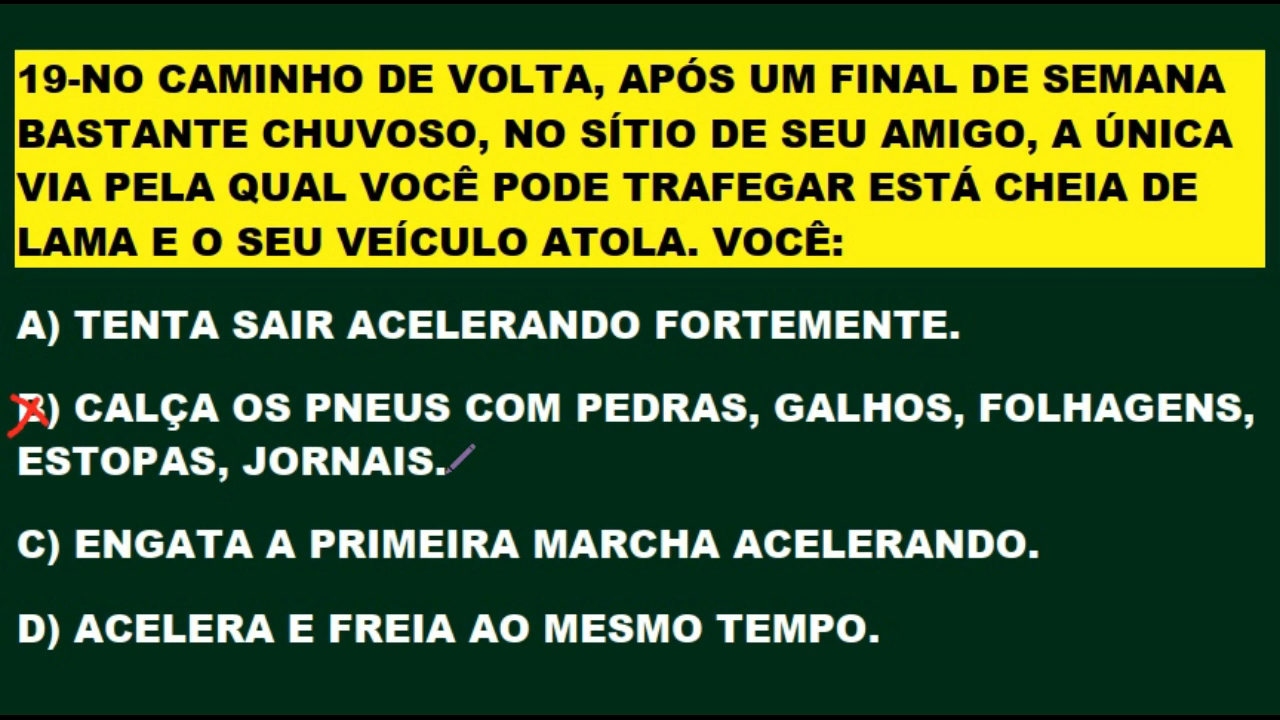 19-NO CAMINHO DE VOLTA, APÓS UM FINAL DE SEMANA
BASTANTE CHUVOSO, NO SÍTIO DE SEU AMIGO, A ÚNICA
VIA PELA QUAL VOCÊ PODE TRAFEGAR ESTÁ CHEIA DE
LAMA E O SEU VEÍCULO ATOLA. VOCÊ:
A) TENTA SAIR ACELERANDO FORTEMENTE.
B) CALÇA OS PNEUS COM PEDRAS, GALHOS, FOLHAGENS,
ESTOPAS, JORNAIS.
C) ENGATA A PRIMEIRA MARCHA ACELERANDO.
D) ACELERA E FREIA AO MESMO TEMPO.